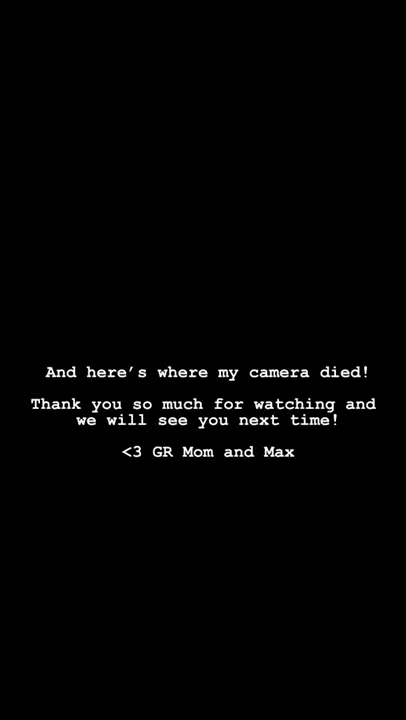 And here’s where my camera died!
Thank you so much for watching and
we will see you next time!
<3 GR Mom and Max